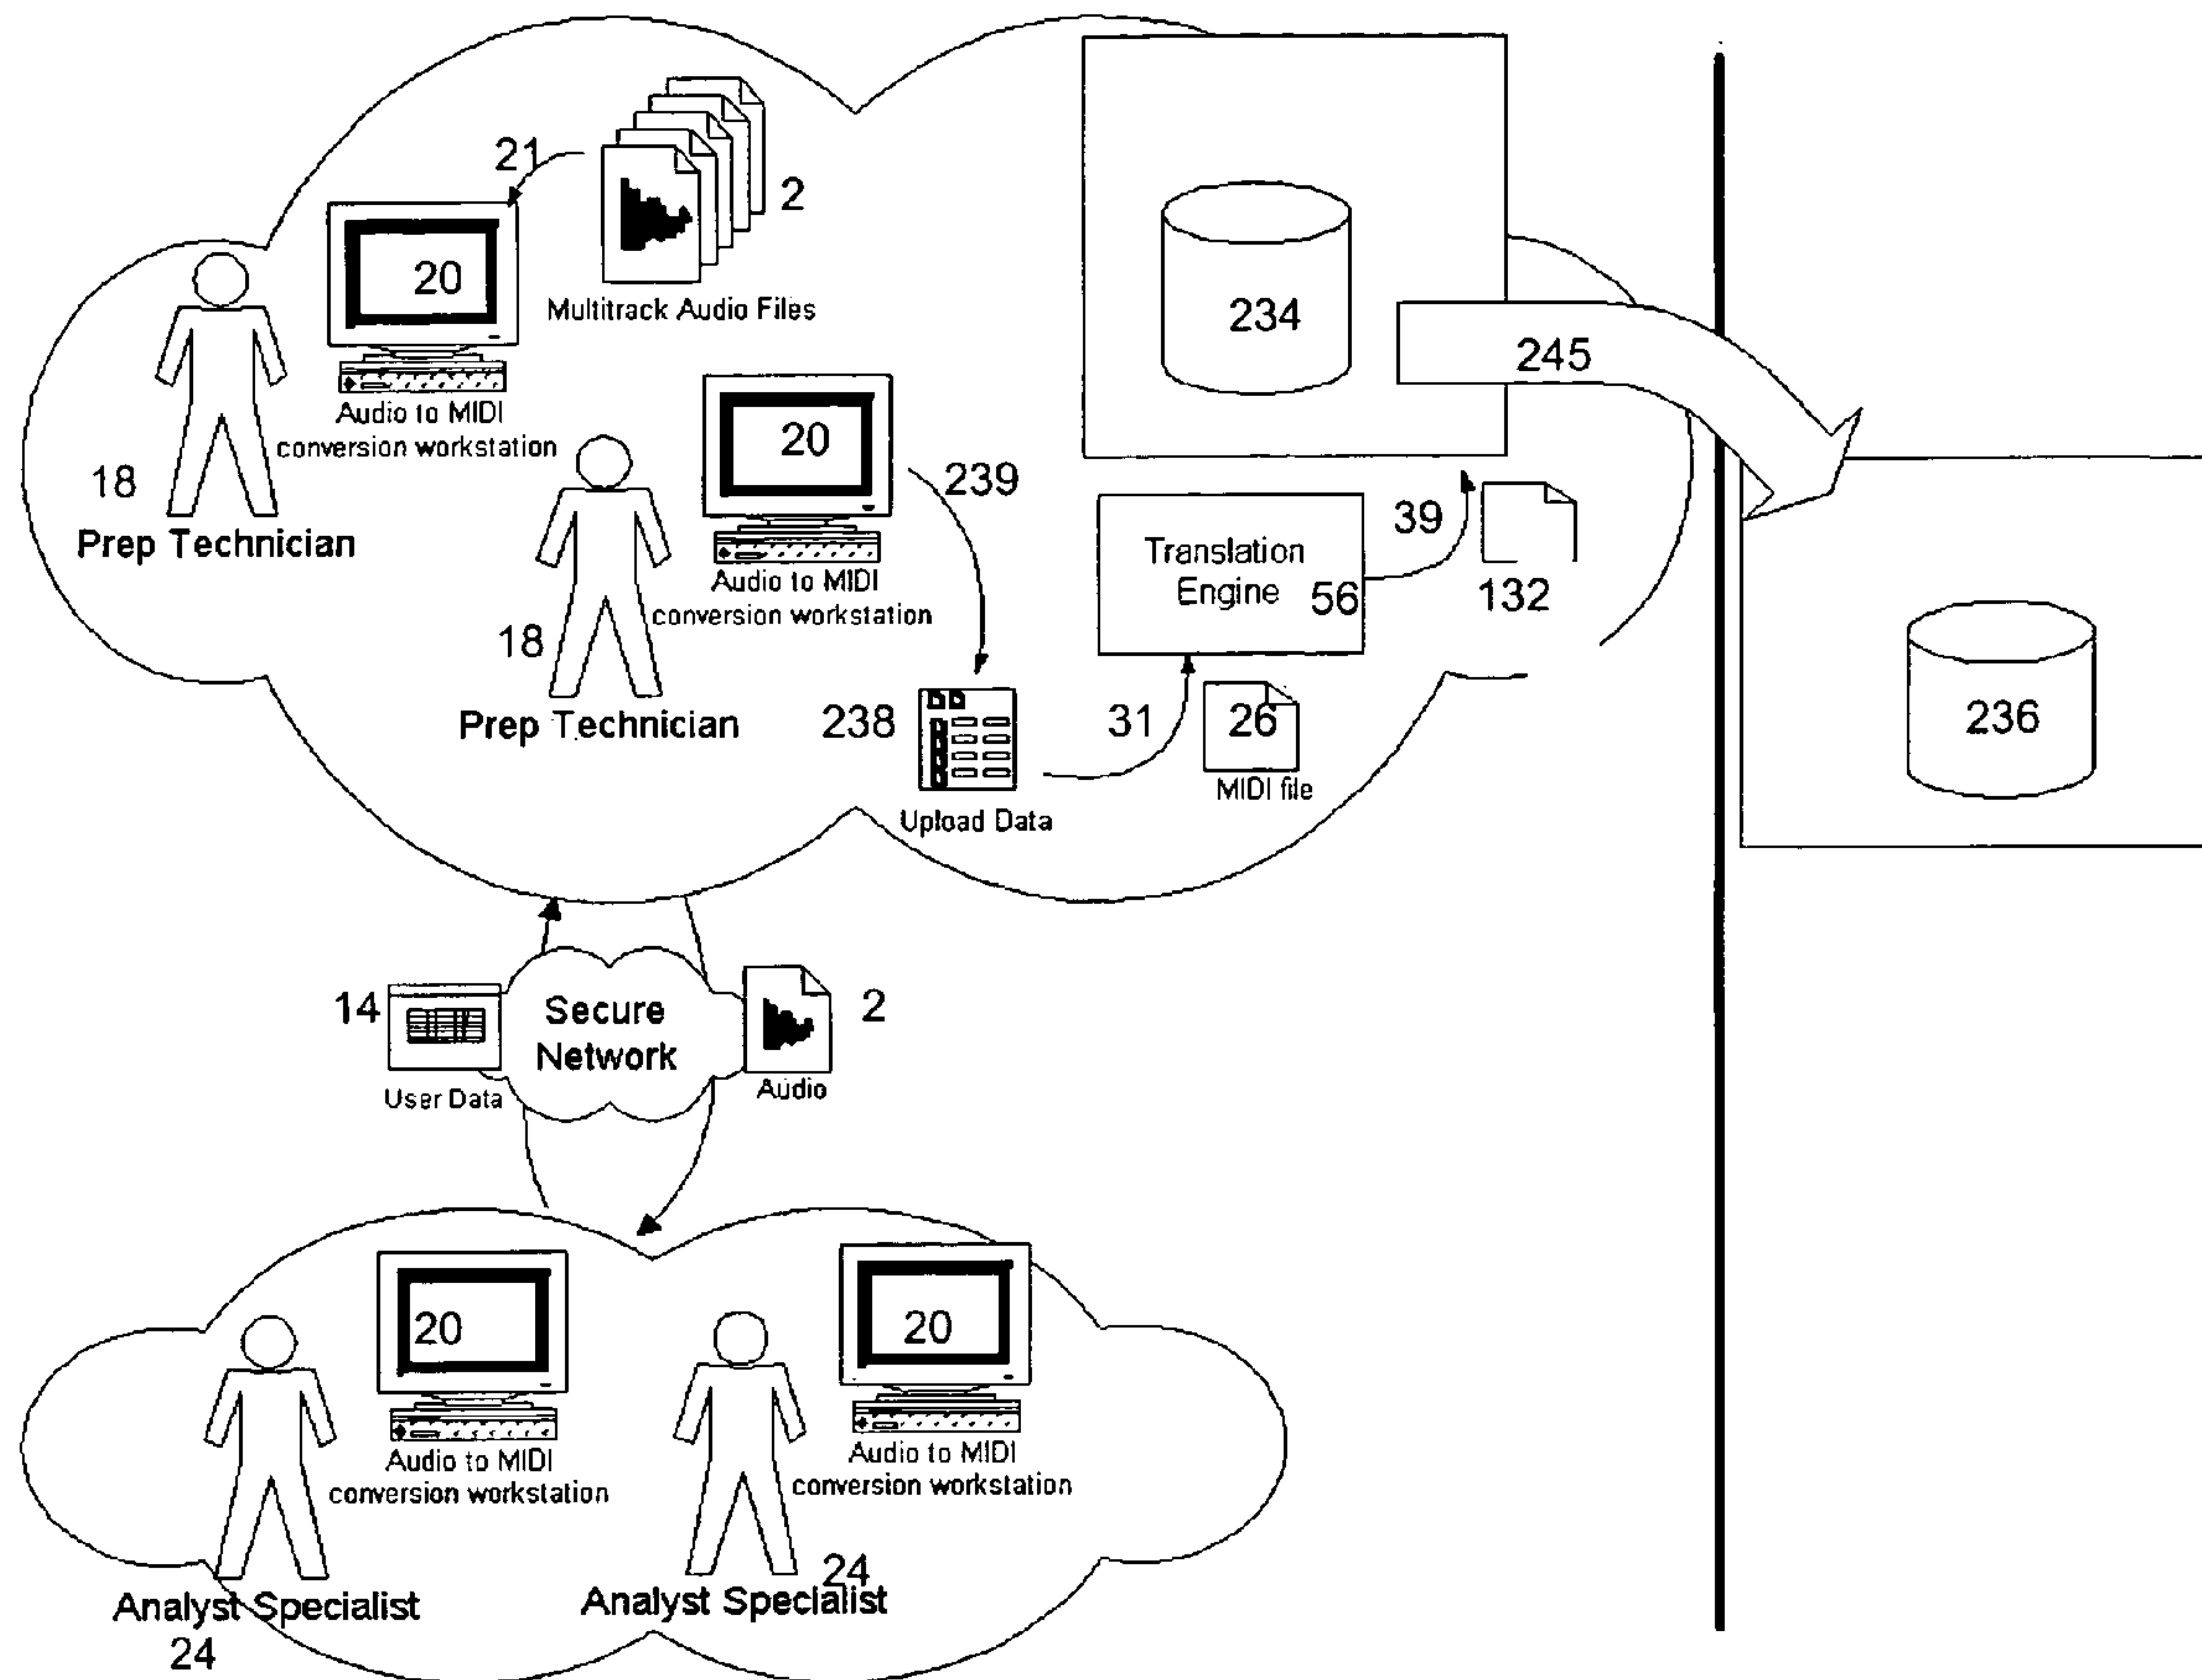 21
2
20
Multitrack Audio Files
234
245
Audio to MIDI
conversion workstation
18
Prep Technician
20
239
Audio to MIDI
conversion workstation
18
Prep Technician
Translation
Engine 56
39
132
238
Upload Data
31
26
MIDI file
236
14
User Data
Secure
Network
2
Audio
20
Audio to MIDI
conversion workstation
Analyst Specialist
24
20
Audio to MIDI
conversion workstation
24
Analyst Specialist